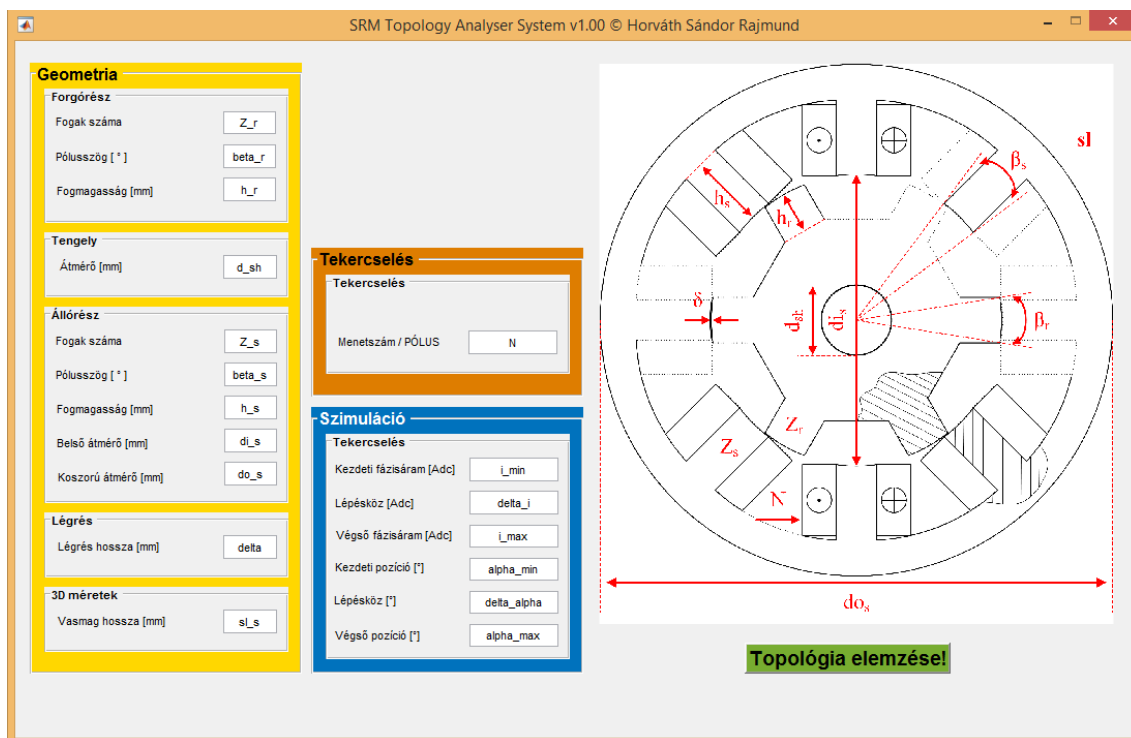 SRM Topology Analyser System v1.00 © Horváth Sándor Rajmund
Geometria
Forgórész
Fogak száma Z_r
Pólusszög [ ° ] beta_r
Fogmagasság [mm] h_r
Tengely
Átmérő [mm] d_sh
Állórész
Fogak száma Z_s
Pólusszög [ ° ] beta_s
Fogmagasság [mm] h_s
Belső átmérő [mm] di_s
Koszorú átmérő [mm] do_s
Légrés
Légrés hossza [mm] delta
3D méretek
Vasmag hossza [mm] sl_s
Tekercselés
Tekercselés
Menetszám / PÓLUS N
Szimuláció
Tekercselés
Kezdeti fázisáram [Adc] i_min
Lépésköz [Adc] delta_i
Végső fázisáram [Adc] i_max
Kezdeti pozíció [°] alpha_min
Lépésköz [°] delta_alpha
Végső pozíció [°] alpha_max
sl
βs
hs
hr
δ
dsh
dis
βr
Zr
Zs
N
dos
Topológia elemzése!